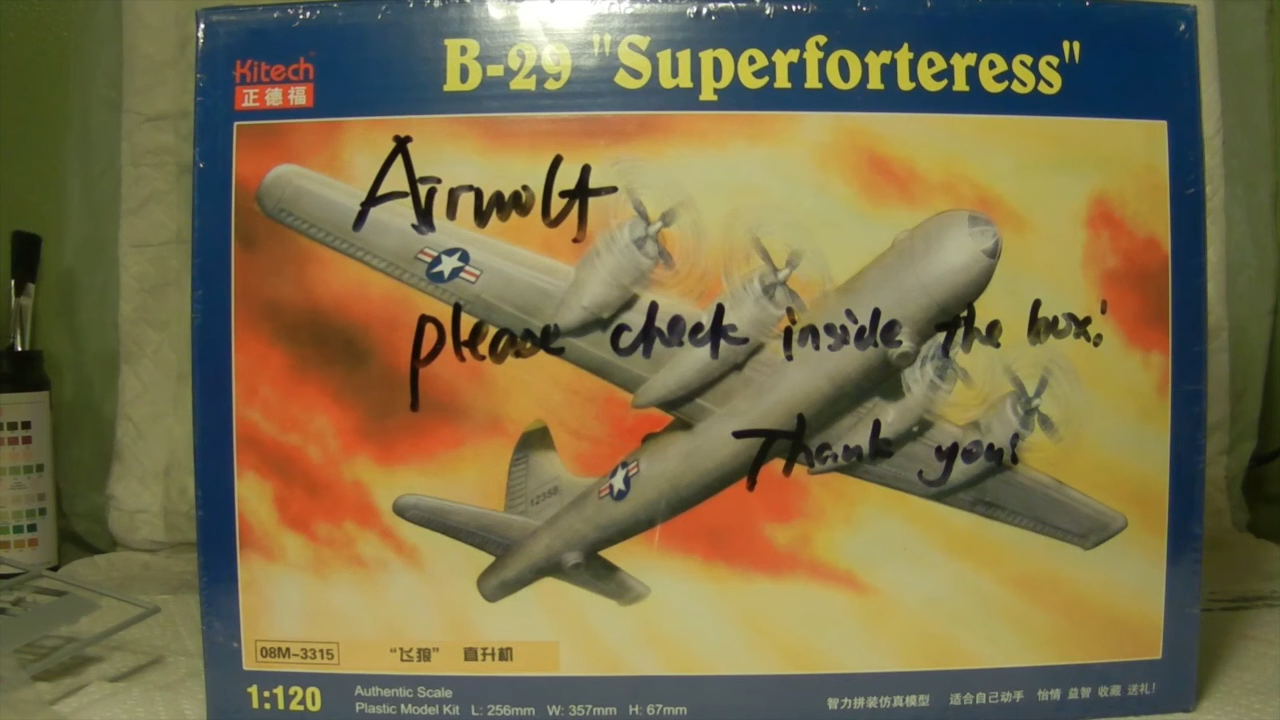 Kitech
正德福
B-29 "Superforteress"
Airwolf
please check inside the box!
Thank you!
12358
08M-3315
"飞狼" 直升机
1:120
Authentic Scale
Plastic Model Kit L: 256mm W: 357mm H: 67mm
智力拼装仿真模型 适合自己动手 怡情 益智 收藏 送礼!